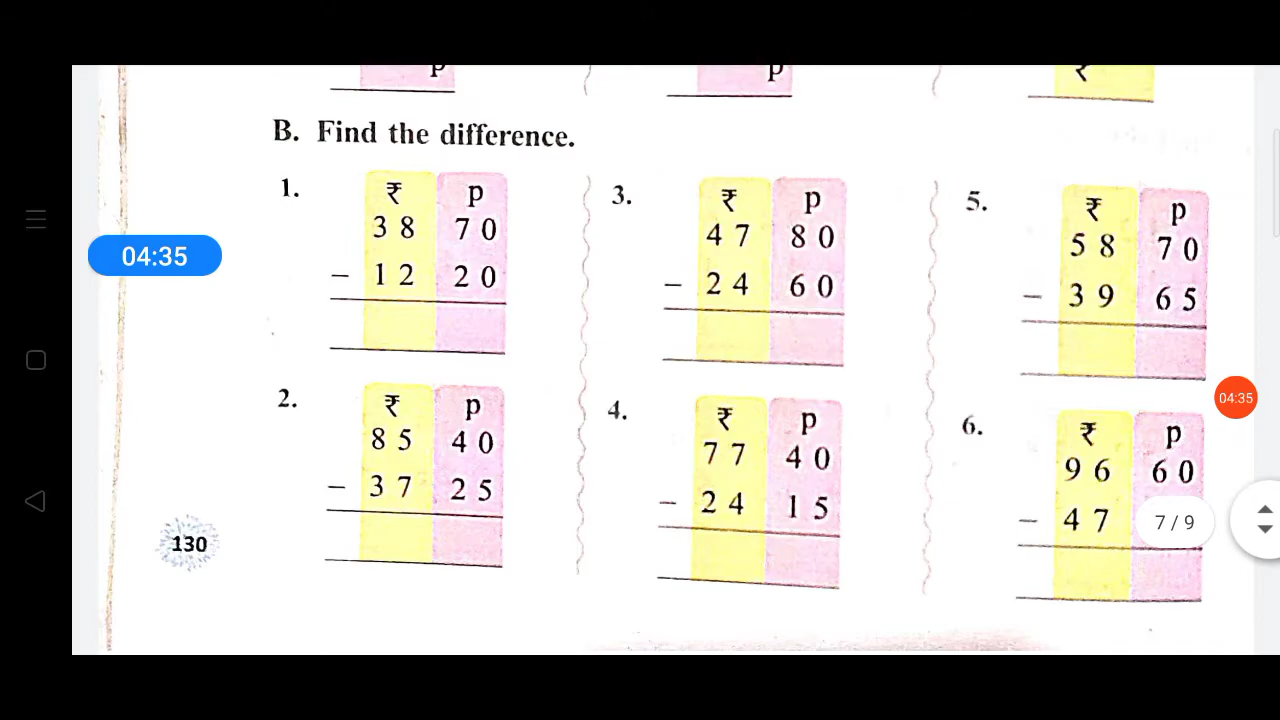 p p ₹
B. Find the difference.
1.
₹ p
38 70
– 12 20
2.
₹ p
85 40
– 37 25
3.
₹ p
47 80
– 24 60
4.
₹ p
77 40
– 24 15
5.
₹ p
58 70
– 39 65
6.
₹ p
96 60
– 47
130
04:35
04:35
7 / 9